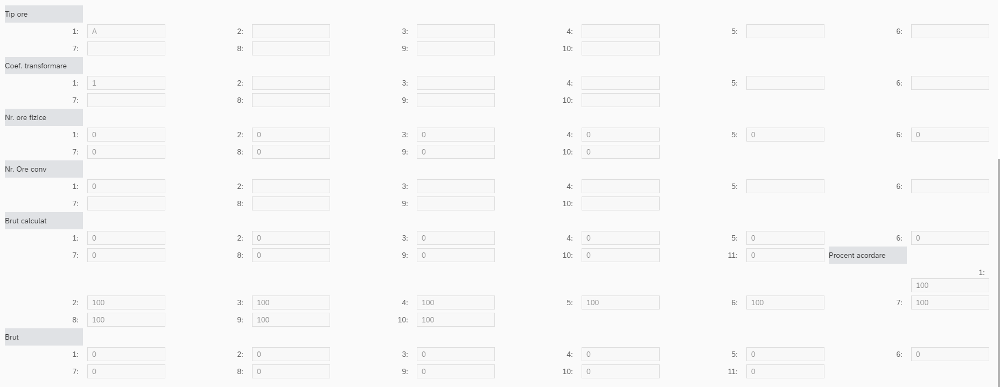 Tip ore
1: A 2: 3: 4: 5: 6:
7: 8: 9: 10:
Coef. transformare
1: 1 2: 3: 4: 5: 6:
7: 8: 9: 10:
Nr. ore fizice
1: 0 2: 0 3: 0 4: 0 5: 0 6: 0
7: 0 8: 0 9: 0 10: 0
Nr. Ore conv
1: 0 2: 3: 4: 5: 6:
7: 8: 9: 10:
Brut calculat
1: 0 2: 0 3: 0 4: 0 5: 0 6: 0
7: 0 8: 0 9: 0 10: 0 11: 0 Procent acordare
1:
100
2: 100 3: 100 4: 100 5: 100 6: 100 7: 100
8: 100 9: 100 10: 100
Brut
1: 0 2: 0 3: 0 4: 0 5: 0 6: 0
7: 0 8: 0 9: 0 10: 0 11: 0